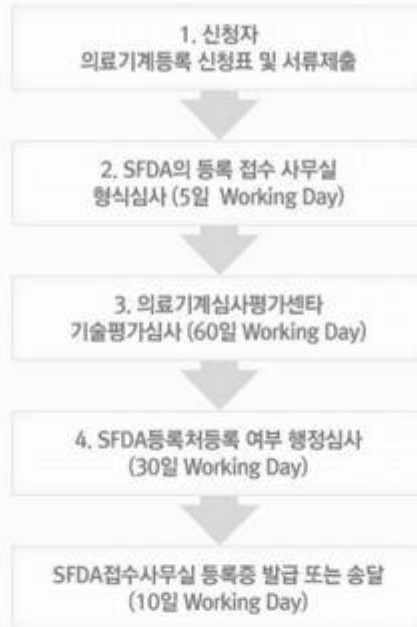 1. 신청자
의료기계등록 신청표 및 서류제출
2. SFDA의 등록 접수 사무실
형식심사 (5일 Working Day)
3. 의료기계심사평가센타
기술평가심사 (60일 Working Day)
4. SFDA등록처등록 여부 행정심사
(30일 Working Day)
SFDA접수사무실 등록증 발급 또는 송달
(10일 Working Day)